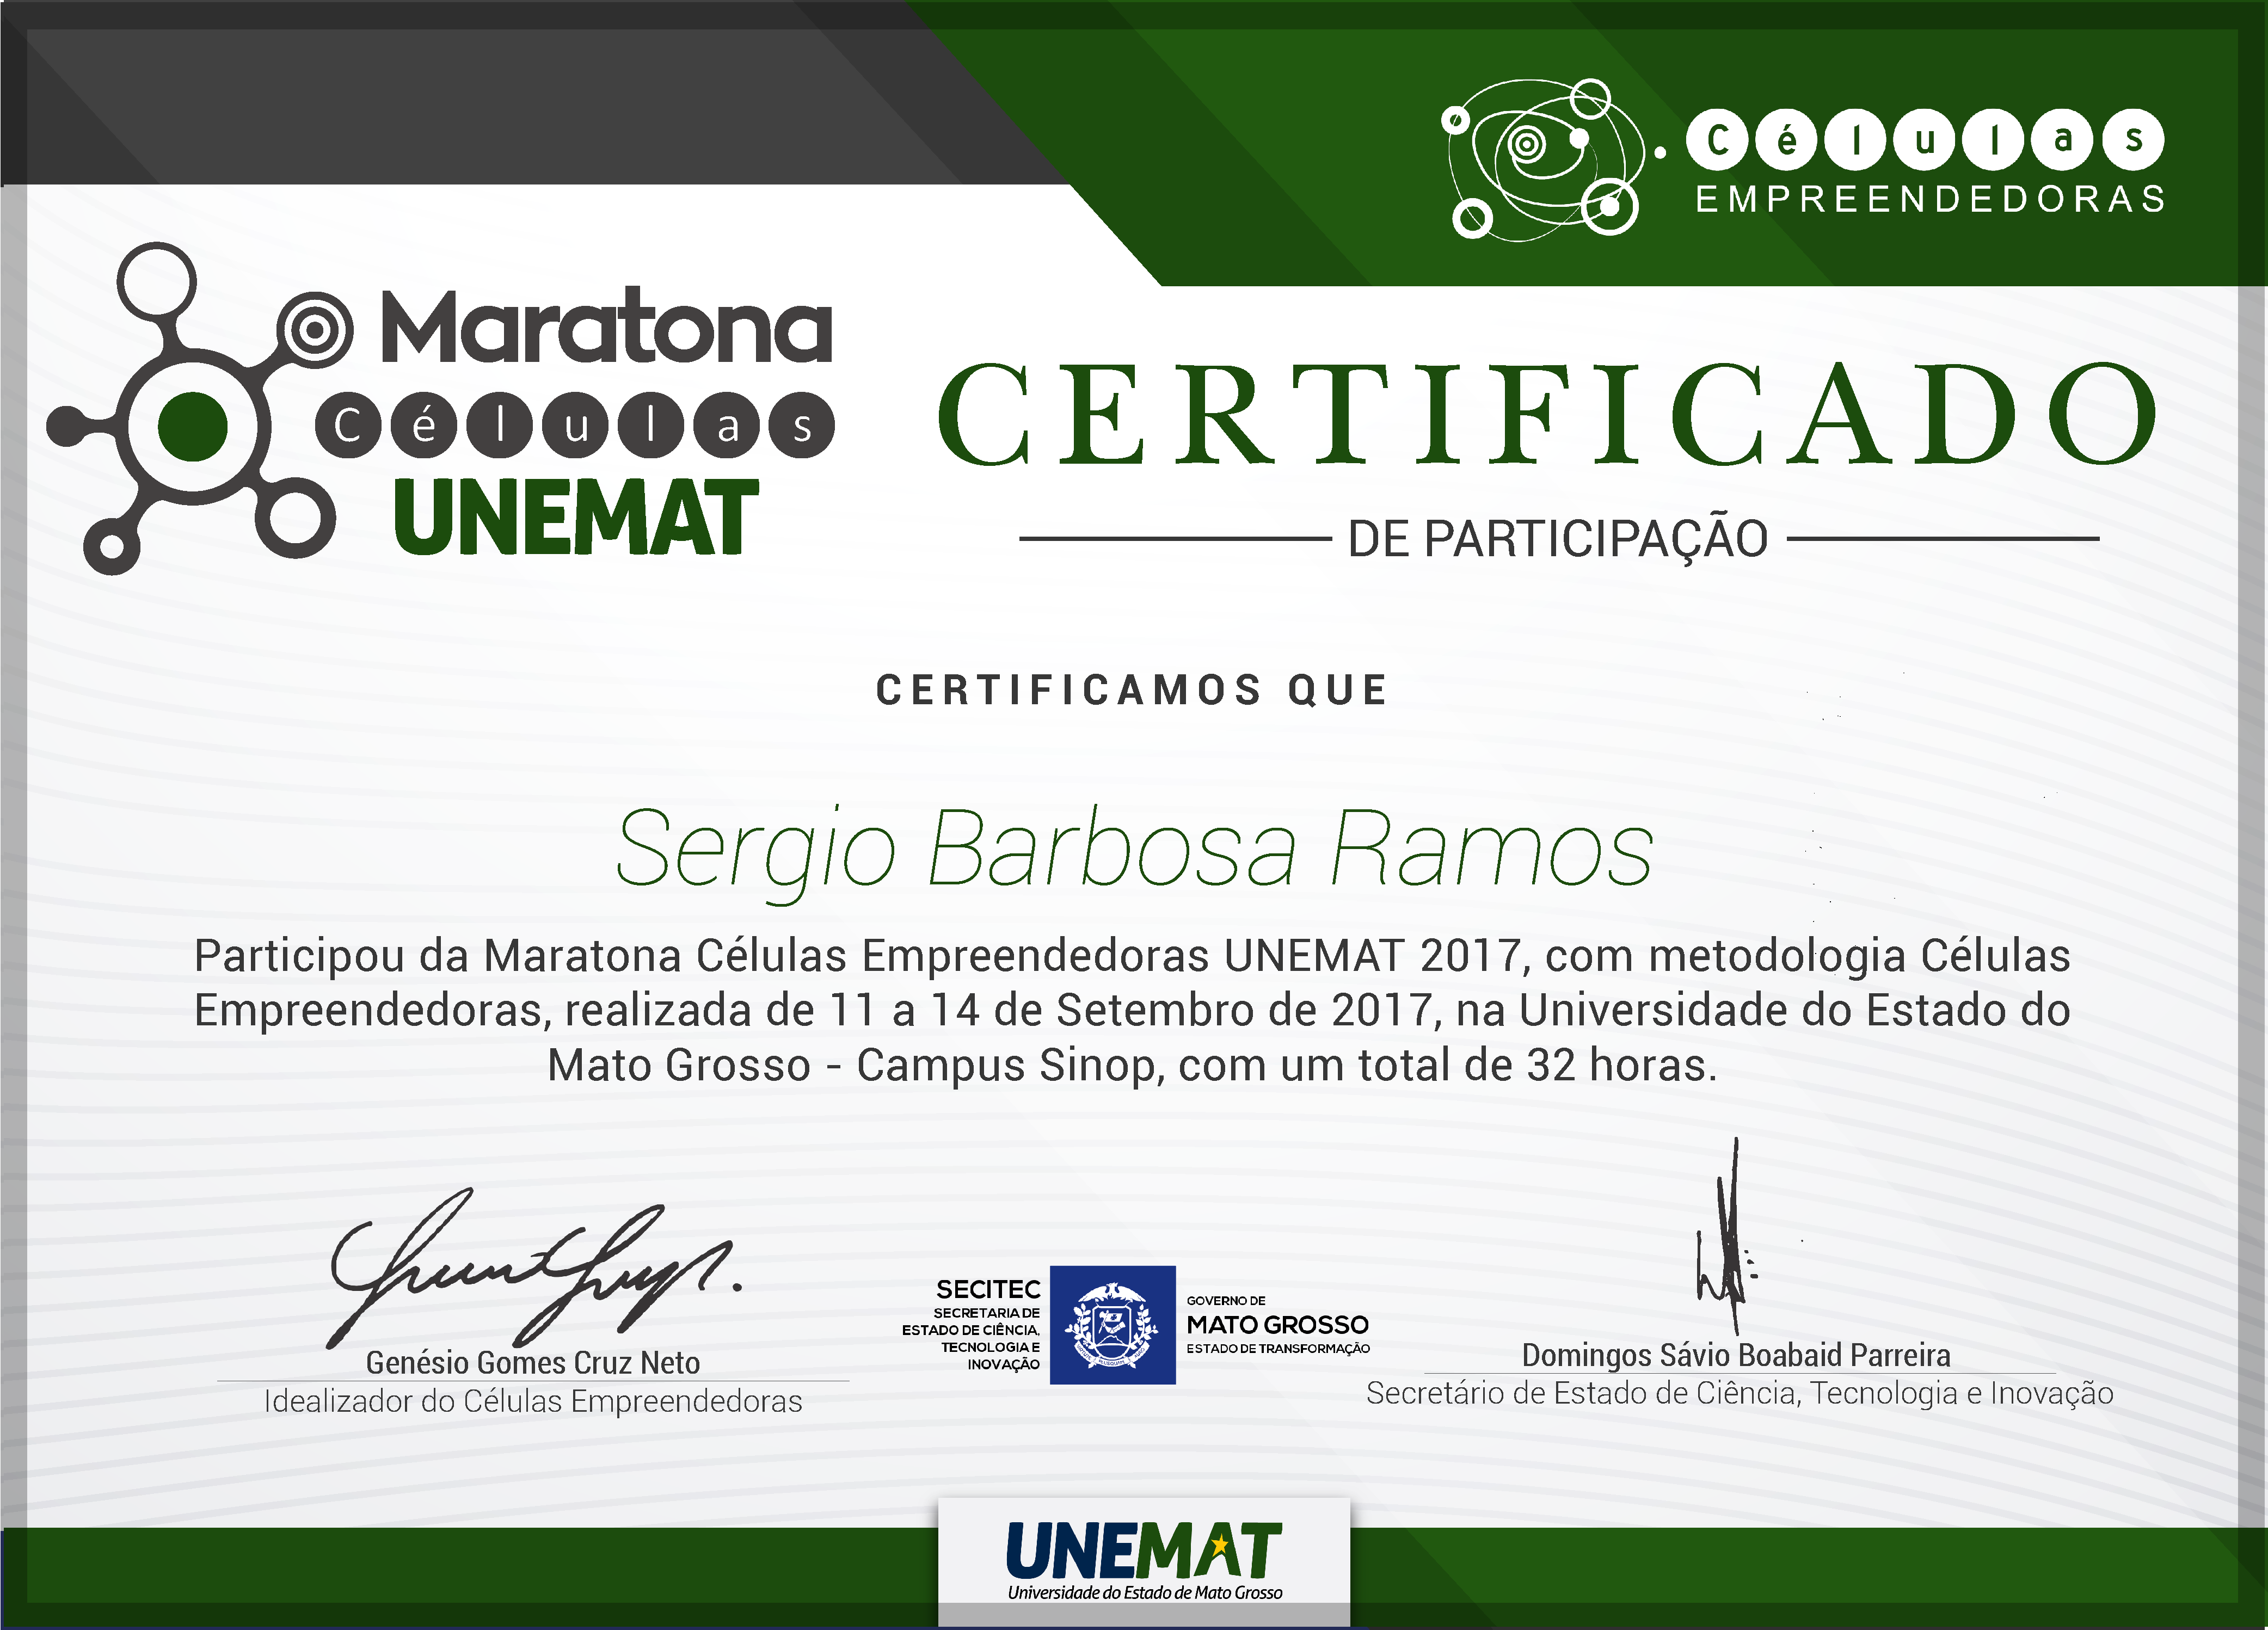 Células
EMPREENDEDORAS
Maratona
Células
UNEMAT
CERTIFICADO
DE PARTICIPAÇÃO
CERTIFICAMOS QUE
Sergio Barbosa Ramos
Participou da Maratona Células Empreendedoras UNEMAT 2017, com metodologia Células
Empreendedoras, realizada de 11 a 14 de Setembro de 2017, na Universidade do Estado do
Mato Grosso - Campus Sinop, com um total de 32 horas.
Genésio Gomes Cruz Neto
Idealizador do Células Empreendedoras
SECITEC
SECRETARIA DE
ESTADO DE CIÊNCIA,
TECNOLOGIA E
INOVAÇÃO
GOVERNO DE
MATO GROSSO
ESTADO DE TRANSFORMAÇÃO
Domingos Sávio Boabaid Parreira
Secretário de Estado de Ciência, Tecnologia e Inovação
UNEMAT
Universidade do Estado de Mato Grosso